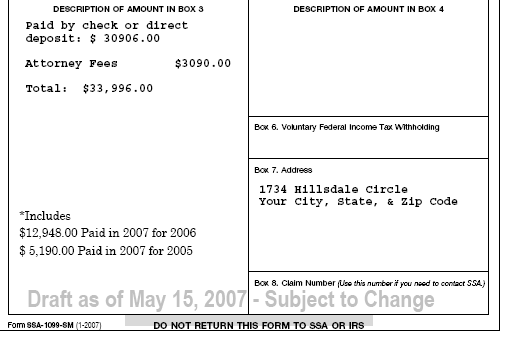 DESCRIPTION OF AMOUNT IN BOX 3
Paid by check or direct
deposit: $ 30906.00
Attorney Fees $3090.00
Total: $33,996.00
*Includes
$12,948.00 Paid in 2007 for 2006
$ 5,190.00 Paid in 2007 for 2005
DESCRIPTION OF AMOUNT IN BOX 4
Box 6. Voluntary Federal Income Tax Withholding
Box 7. Address
1734 Hillsdale Circle
Your City, State, & Zip Code
Box 8. Claim Number (Use this number if you need to contact SSA.)
Draft as of May 15, 2007 - Subject to Change
Form SSA-1099-SM (1-2007) DO NOT RETURN THIS FORM TO SSA OR IRS